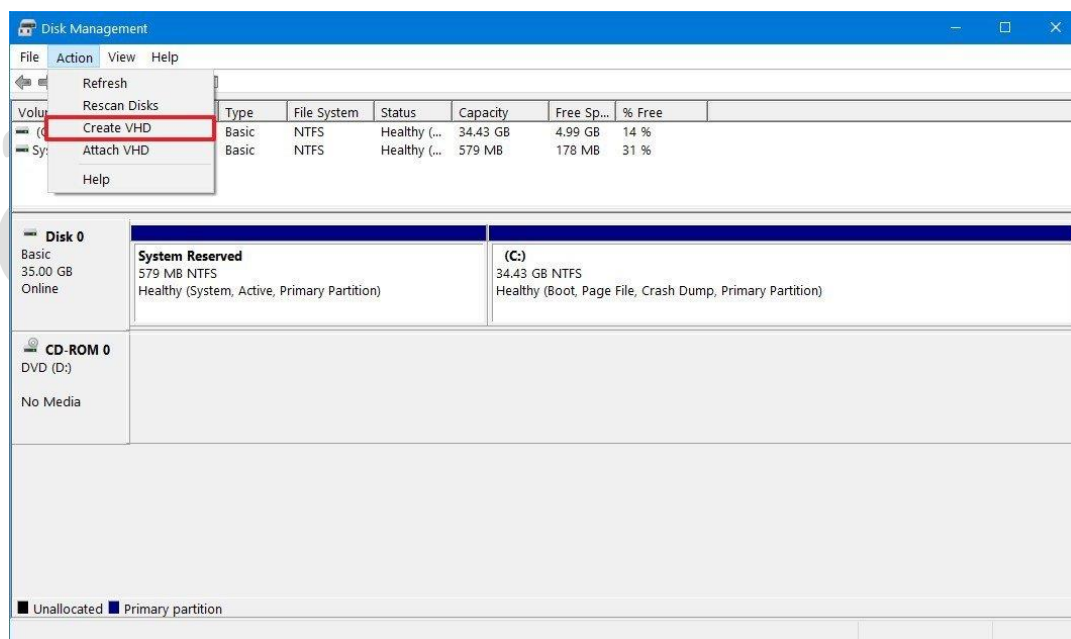 Disk Management
File Action View Help
Refresh
Rescan Disks
Create VHD
Attach VHD
Help
Volu Type File System Status Capacity Free Sp... % Free
(C Basic NTFS Healthy (... 34.43 GB 4.99 GB 14 %
Sy Basic NTFS Healthy (... 579 MB 178 MB 31 %
Disk 0
Basic
35.00 GB
Online
System Reserved
579 MB NTFS
Healthy (System, Active, Primary Partition)
(C:)
34.43 GB NTFS
Healthy (Boot, Page File, Crash Dump, Primary Partition)
CD-ROM 0
DVD (D:)
No Media
Unallocated Primary partition